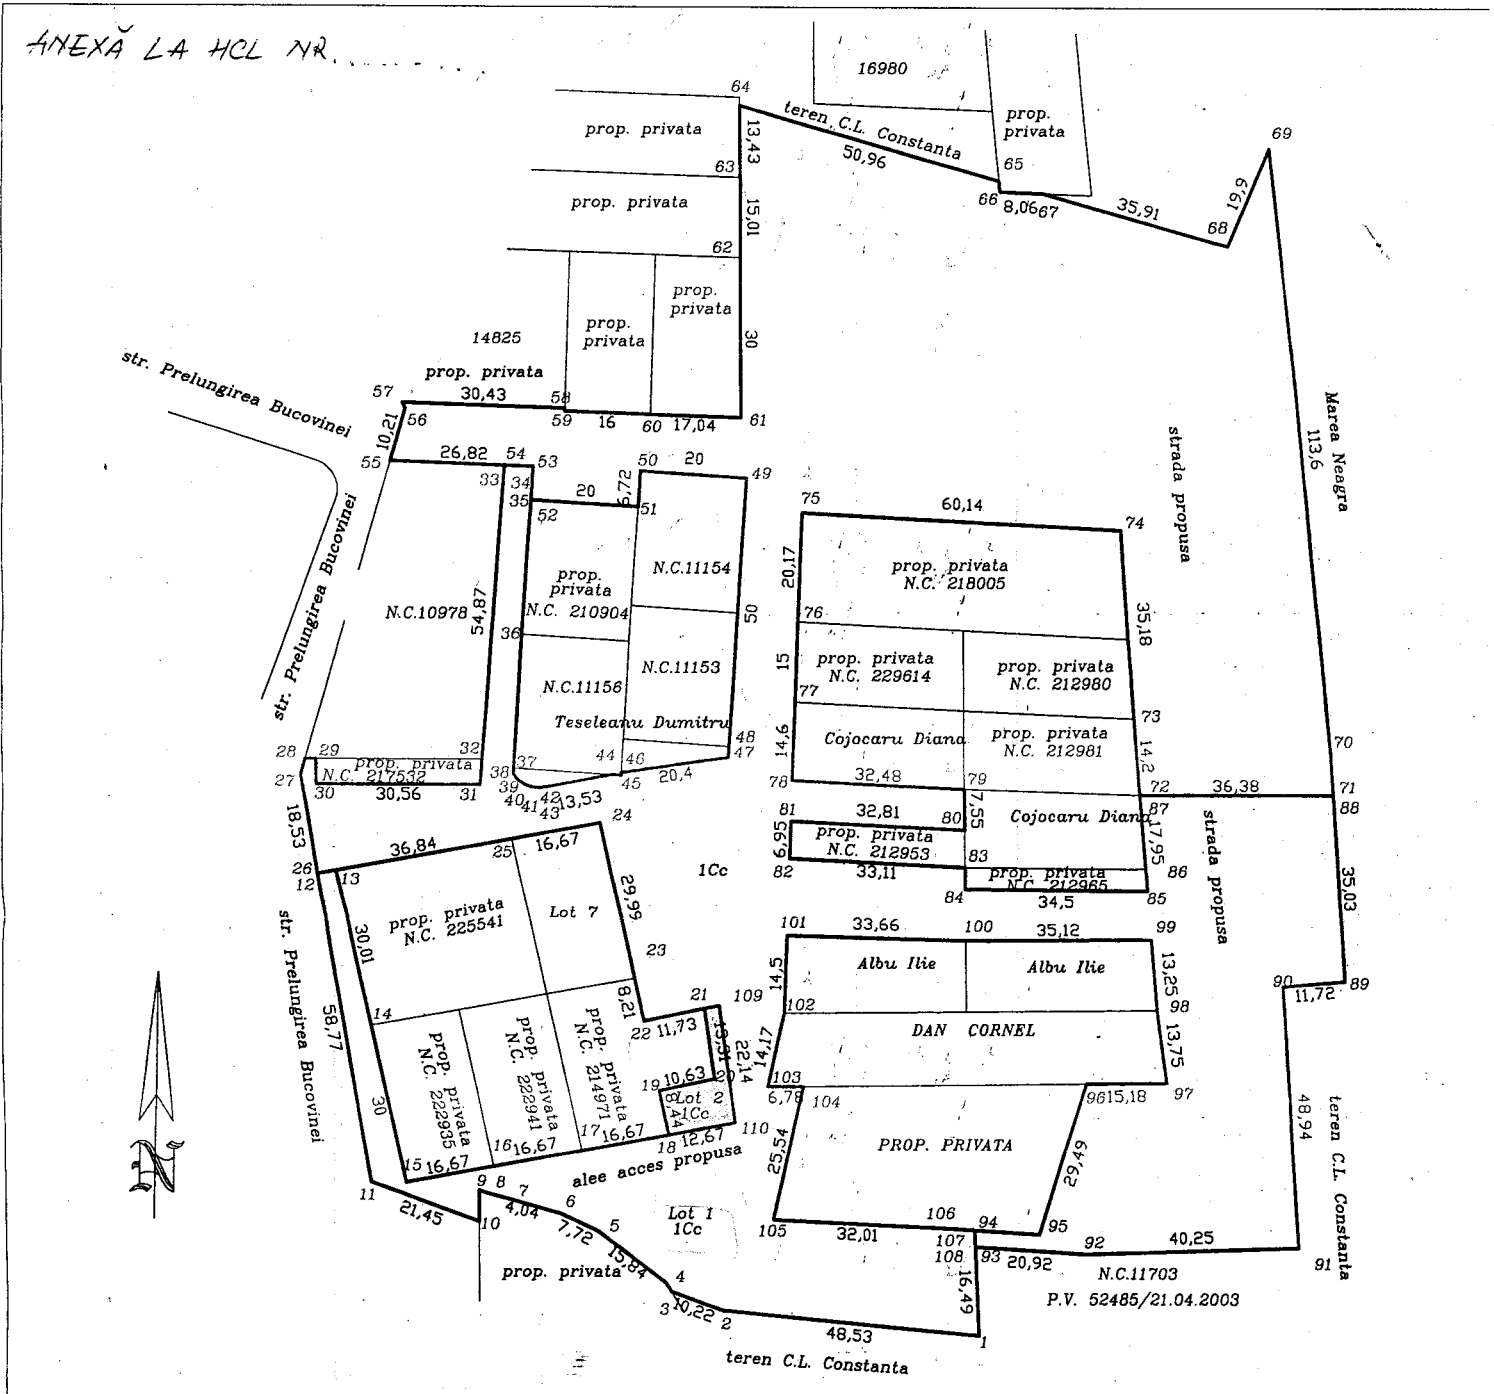 ANEXĂ LA HCL NR..........
16980
64
teren C.L. Constanta
prop.
privata
69
prop. privata
13,43
50,96
65
63
19,9
prop. privata
15,01
66
8,06
67
35,91
68
62
prop.
privata
prop.
privata
30
14825
str. Prelungirea Bucovinei
prop. privata
57
30,43
58
56
59
16
60
17,04
61
Marea Neagra
113,6
strada propusa
10,21
55
26,82
54
53
50
20
49
33
34
6,72
35
20
52
51
75
60,14
74
str. Prelungirea Bucovinei
20,17
prop. privata
N.C. 218005
N.C.11154
prop.
privata
N.C. 210904
N.C.10978
54,87
50
36
76
35,18
15
prop. privata
N.C. 229614
prop. privata
N.C. 212980
N.C.11153
N.C.11156
77
73
Teseleanu Dumitru
14,6
Cojocaru Diana
prop. privata
N.C. 212981
14,2
48
47
70
28
29
32
37
44
46
27
prop. privata
N.C. 217532
38
45
20,4
78
32,48
79
72
36,38
71
30
30,56
31
39
40
41
42
43
13,53
24
81
32,81
80
7,55
Cojocaru Diana
87
88
18,53
6,95
prop. privata
N.C. 212953
17,95
strada propusa
36,84
25
16,67
83
26
1Cc
82
33,11
prop. privata
N.C. 212965
86
12
13
29,99
84
34,5
85
35,03
prop. privata
N.C. 225541
Lot 7
str. Prelungirea Bucovinei
30,01
23
101
33,66
100
35,12
99
Albu Ilie
Albu Ilie
14,5
13,25
90
11,72
89
14
8,21
21
109
102
98
58,77
22
11,73
13,31
22,14
DAN CORNEL
13,75
14,17
prop. privata
N.C. 222935
prop. privata
N.C. 222941
prop. privata
N.C. 214971
19
10,63
20
103
6,78
104
96
15,18
97
30
8,44
Lot 2
1Cc
48,94
teren C.L. Constanta
N
15
16,67
16
16,67
17
16,67
18
12,67
110
25,54
PROP. PRIVATA
29,49
alee acces propusa
11
9
8
7
21,45
10
4,04
6
7,72
5
Lot 1
1Cc
105
32,01
106
94
95
107
108
93
20,92
92
40,25
91
prop. privata
15,84
4
16,49
N.C.11703
P.V. 52485/21.04.2003
3
10,22
2
48,53
1
teren C.L. Constanta